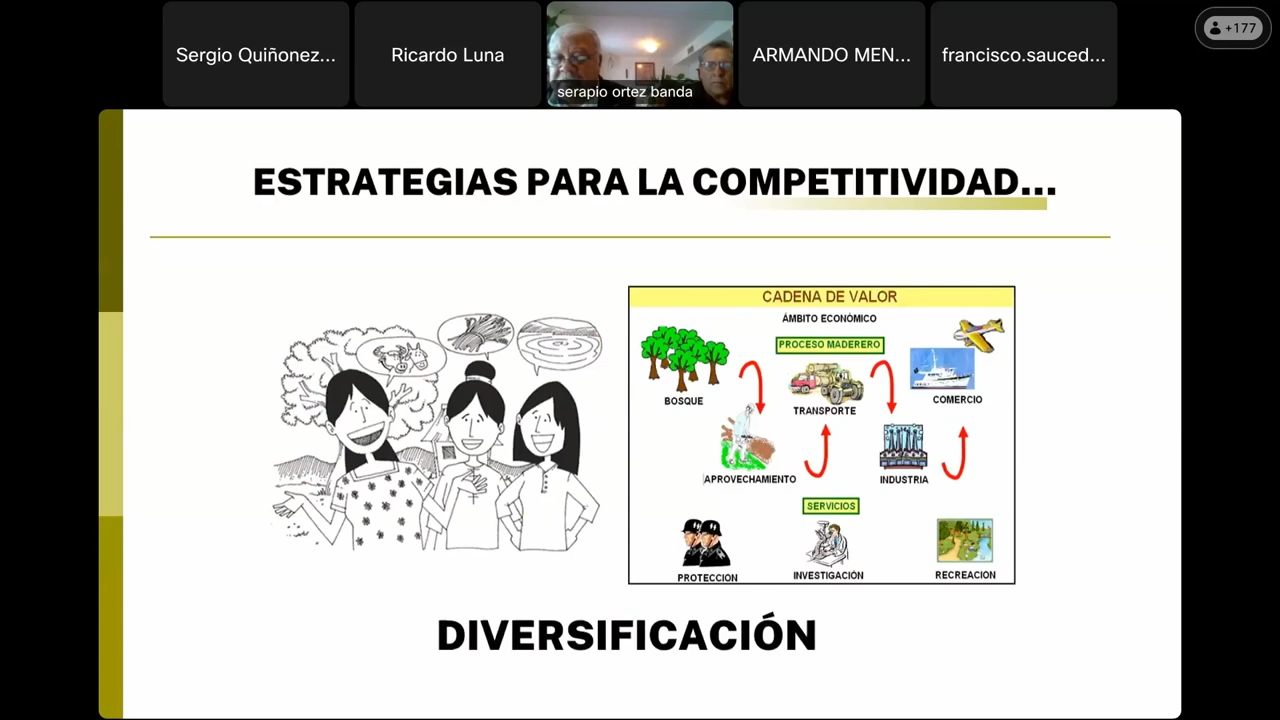 Sergio Quiñonez...
Ricardo Luna
serapio ortez banda
ARMANDO MEN...
francisco.sauced...
+177
ESTRATEGIAS PARA LA COMPETITIVIDAD...
CADENA DE VALOR
ÁMBITO ECONÓMICO
PROCESO MADERERO
BOSQUE
TRANSPORTE
COMERCIO
APROVECHAMIENTO
INDUSTRIA
SERVICIOS
PROTECCION
INVESTIGACIÓN
RECREACION
DIVERSIFICACIÓN